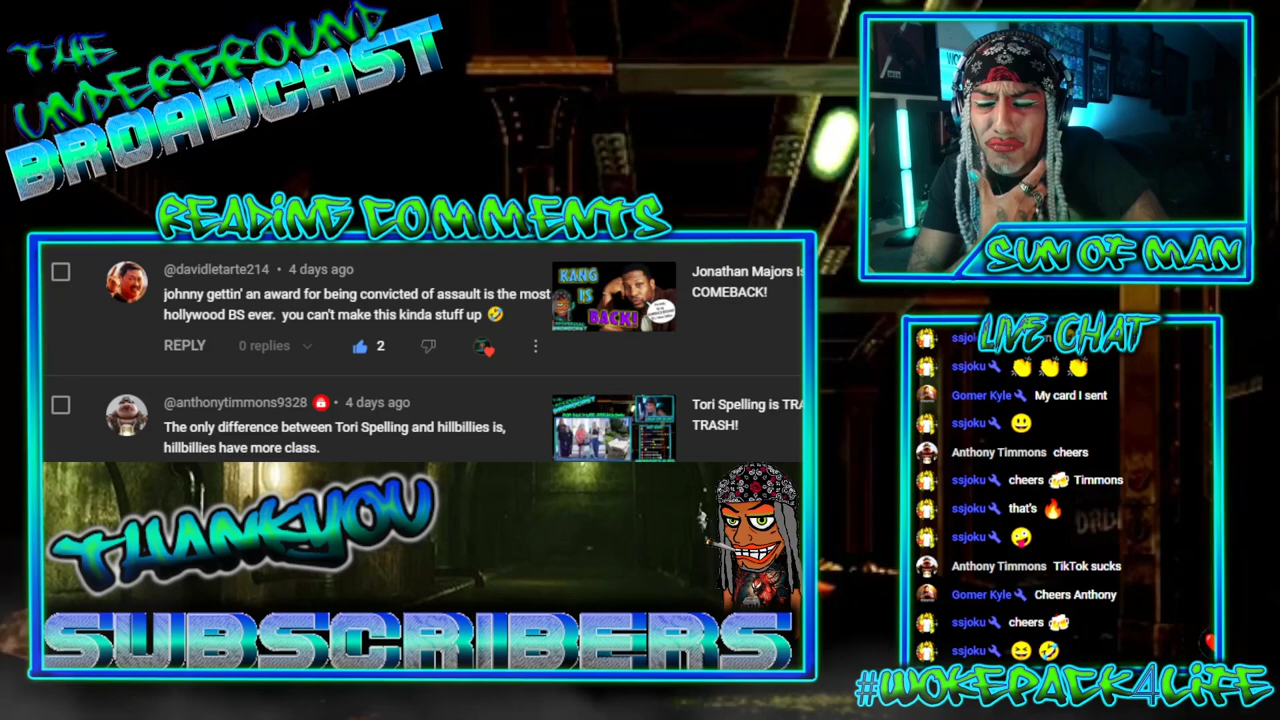 THE
UNDERGROUND
BROADCAST
READING COMMENTS
@davidletarte214 • 4 days ago
johnny gettin' an award for being convicted of assault is the most
hollywood BS ever. you can't make this kinda stuff up 🤣
REPLY 0 replies 2
KANG
IS
BACK!
Jonathan Majors Is
COMEBACK!
@anthonytimmons9328 • 4 days ago
The only difference between Tori Spelling and hillbillies is,
hillbillies have more class.
Tori Spelling is TRA
TRASH!
THANKYOU
SUBSCRIBERS
SUN OF MAN
LIVE CHAT
ssjoku 👏 👏 👏
Gomer Kyle My card I sent
ssjoku 😃
Anthony Timmons cheers
ssjoku cheers 🍻 Timmons
ssjoku that's 🔥
ssjoku 🤪
Anthony Timmons TikTok sucks
Gomer Kyle Cheers Anthony
ssjoku cheers 🍻
ssjoku 😆 🤣
#WOKEPACK4LIFE